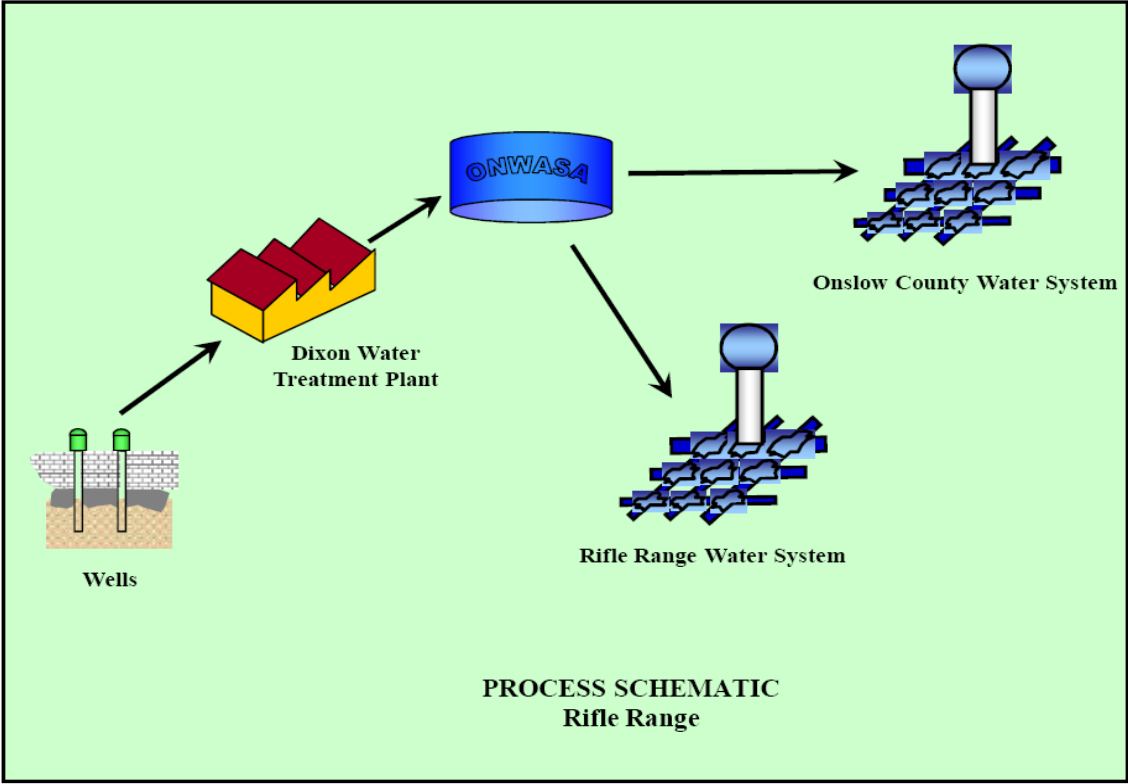 ONWASA
Onslow County Water System
Dixon Water
Treatment Plant
Rifle Range Water System
Wells
PROCESS SCHEMATIC
Rifle Range